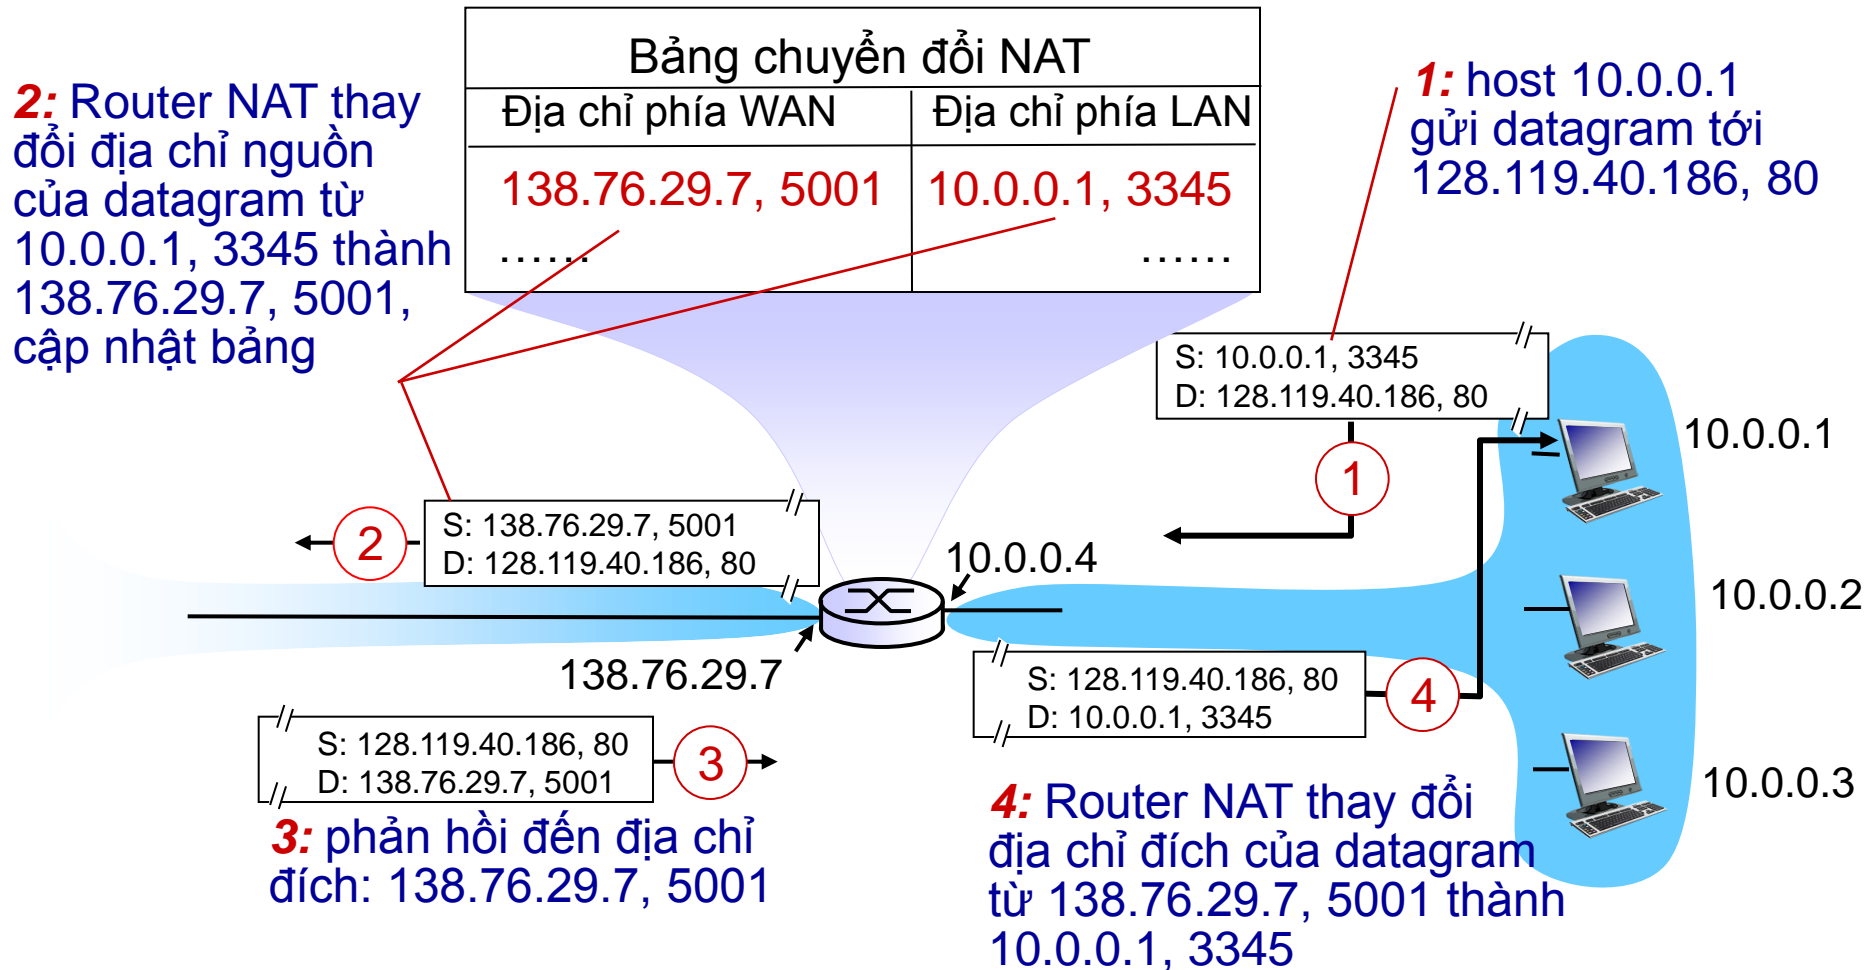 Bảng chuyển đổi NAT
Địa chỉ phía WAN
Địa chỉ phía LAN
138.76.29.7, 5001
10.0.0.1, 3345
......
......
2: Router NAT thay
đổi địa chỉ nguồn
của datagram từ
10.0.0.1, 3345 thành
138.76.29.7, 5001,
cập nhật bảng
1: host 10.0.0.1
gửi datagram tới
128.119.40.186, 80
S: 10.0.0.1, 3345
D: 128.119.40.186, 80
1
10.0.0.1
S: 138.76.29.7, 5001
D: 128.119.40.186, 80
2
10.0.0.4
10.0.0.2
138.76.29.7
S: 128.119.40.186, 80
D: 10.0.0.1, 3345
4
S: 128.119.40.186, 80
D: 138.76.29.7, 5001
3
10.0.0.3
3: phản hồi đến địa chỉ
đích: 138.76.29.7, 5001
4: Router NAT thay đổi
địa chỉ đích của datagram
từ 138.76.29.7, 5001 thành
10.0.0.1, 3345